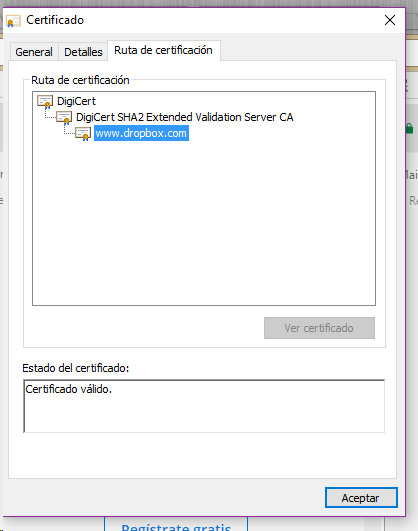 Certificado
General
Detalles
Ruta de certificación
Ruta de certificación
DigiCert
DigiCert SHA2 Extended Validation Server CA
www.dropbox.com
Ver certificado
Estado del certificado:
Certificado válido.
Aceptar
Regístrate gratis